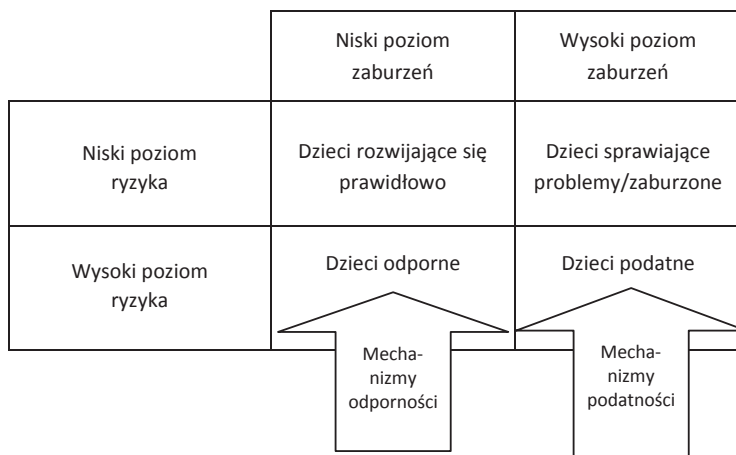 Niski poziom
zaburzeń
Wysoki poziom
zaburzeń
Niski poziom
ryzyka
Dzieci rozwijające się
prawidłowo
Dzieci sprawiające
problemy/zaburzone
Wysoki poziom
ryzyka
Dzieci odporne
Dzieci podatne
Mecha-
nizmy
odporności
Mecha-
nizmy
podatności